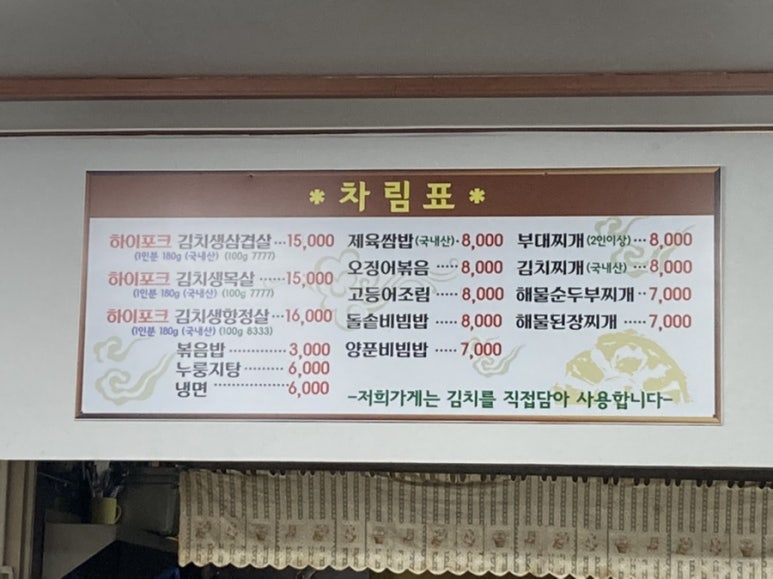 * 차림표 *
하이포크 김치생삼겹살 ··· 15,000
(1인분 180g (국내산) (100g 7777)
하이포크 김치생목살 ······ 15,000
(1인분 180g (국내산) (100g 7777)
하이포크 김치생항정살 ··· 16,000
(1인분 180g (국내산) (100g 8333)
볶음밥 ············· 3,000
누룽지탕 ········· 6,000
냉면 ················ 6,000
제육쌈밥(국내산)· 8,000
오징어볶음 ····· 8,000
고등어조림 ····· 8,000
돌솥비빔밥 ····· 8,000
양푼비빔밥 ····· 7,000
부대찌개 (2인이상) ··· 8,000
김치찌개 (국내산) ··· 8,000
해물순두부찌개 ·· 7,000
해물된장찌개 ····· 7,000
-저희가게는 김치를 직접담아 사용합니다-